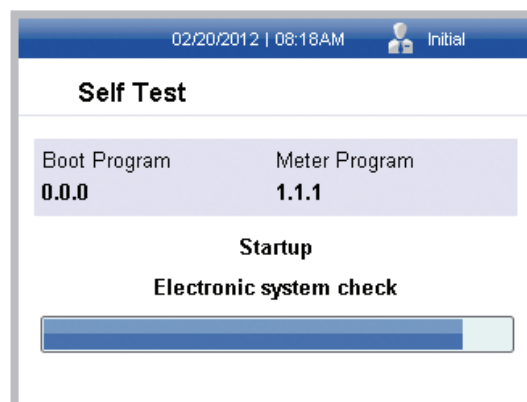 02/20/2012 | 08:18AM Initial
Self Test
Boot Program Meter Program
0.0.0 1.1.1
Startup
Electronic system check